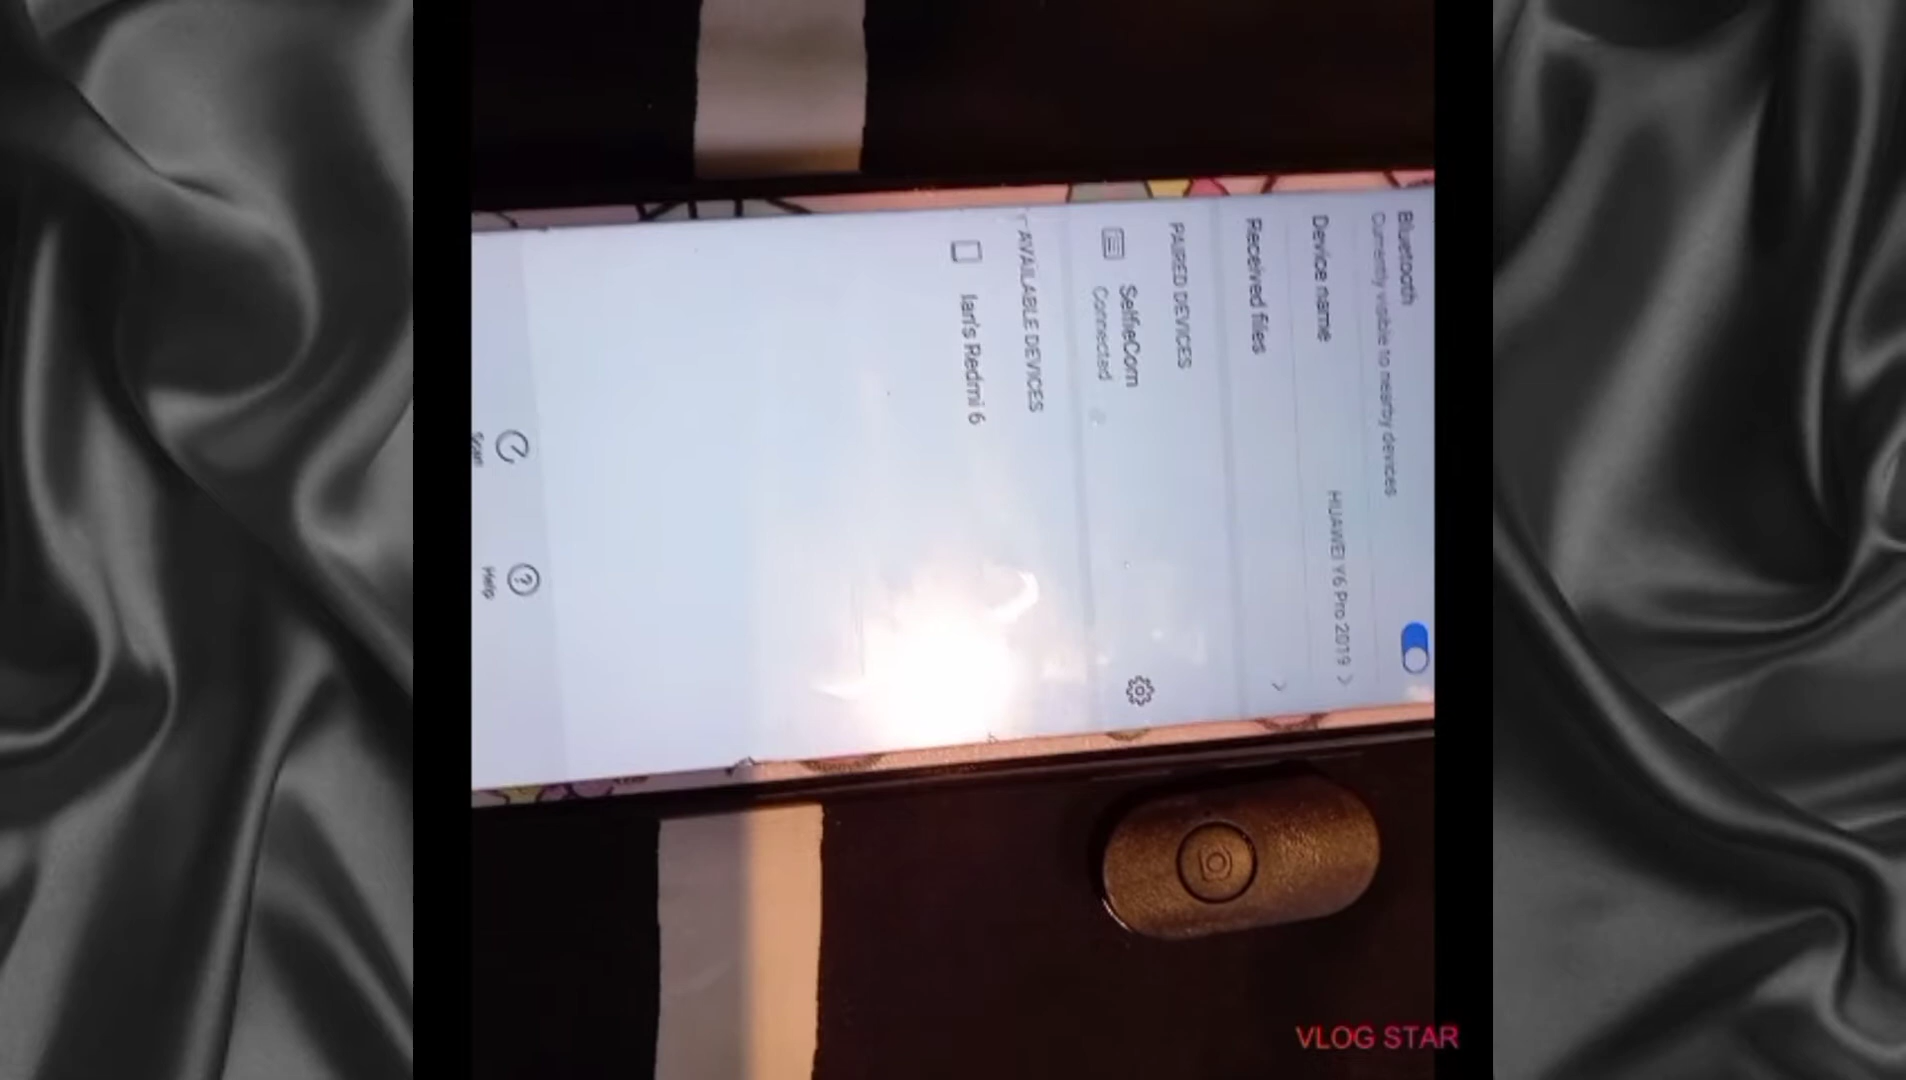 Bluetooth
Currently visible to nearby devices
Device name
HUAWEI Y6 Pro 2019
Received files
PAIRED DEVICES
SelfieCom
Connected
AVAILABLE DEVICES
Ian's Redmi 6
Scan
Help
VLOG STAR